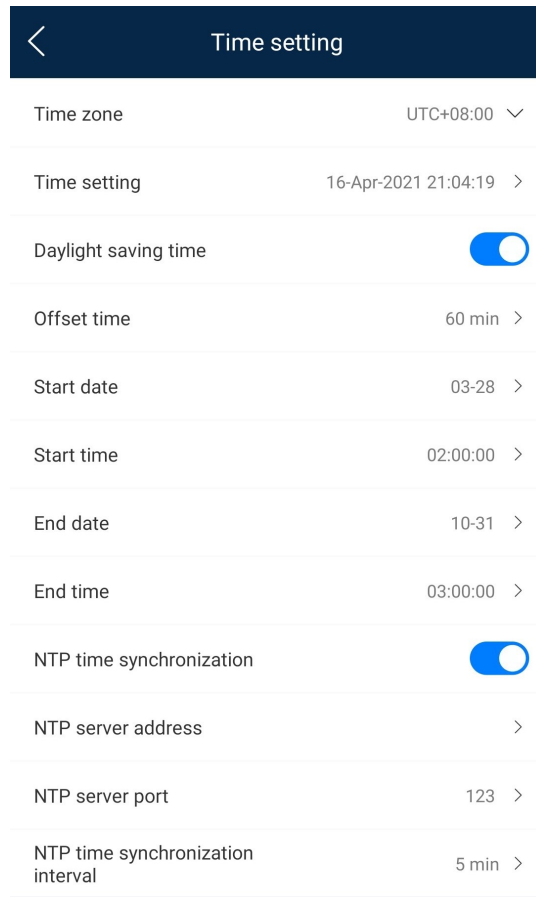 Time setting
Time zone UTC+08:00
Time setting 16-Apr-2021 21:04:19
Daylight saving time
Offset time 60 min
Start date 03-28
Start time 02:00:00
End date 10-31
End time 03:00:00
NTP time synchronization
NTP server address
NTP server port 123
NTP time synchronization
interval 5 min